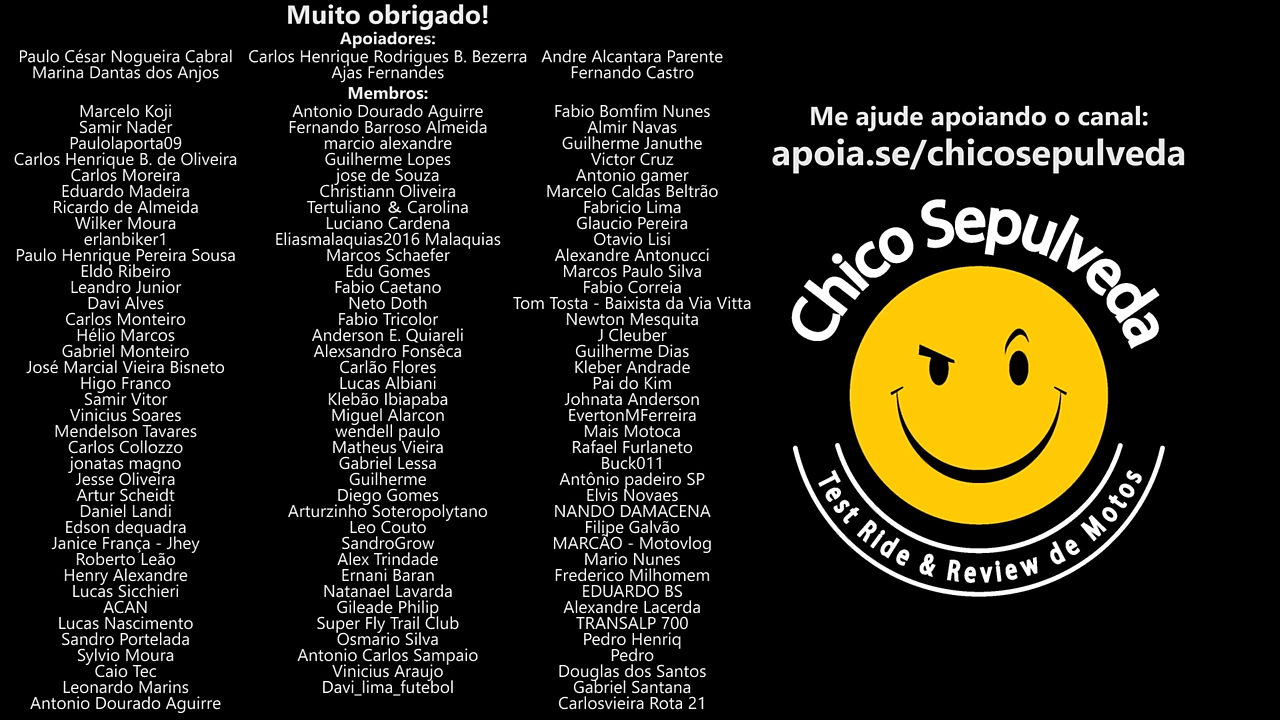 Muito obrigado!
Apoiadores:
Paulo César Nogueira Cabral Carlos Henrique Rodrigues B. Bezerra Andre Alcantara Parente
Marina Dantas dos Anjos Ajas Fernandes Fernando Castro
Membros:
Marcelo Koji Antonio Dourado Aguirre Fabio Bomfim Nunes
Samir Nader Fernando Barroso Almeida Almir Navas
Paulolaporta09 marcio alexandre Guilherme Januthe
Carlos Henrique B. de Oliveira Guilherme Lopes Victor Cruz
Carlos Moreira jose de Souza Antonio gamer
Eduardo Madeira Christiann Oliveira Marcelo Caldas Beltrão
Ricardo de Almeida Tertuliano & Carolina Fabricio Lima
Wilker Moura Luciano Cardena Glaucio Pereira
erlanbiker1 Eliasmalaquias2016 Malaquias Otavio Lisi
Paulo Henrique Pereira Sousa Marcos Schaefer Alexandre Antonucci
Eldo Ribeiro Edu Gomes Marcos Paulo Silva
Leandro Junior Fabio Caetano Fabio Correia
Davi Alves Neto Doth Tom Tosta - Baixista da Via Vitta
Carlos Monteiro Fabio Tricolor Newton Mesquita
Hélio Marcos Anderson E. Quiareli J Cleuber
Gabriel Monteiro Alexsandro Fonsêca Guilherme Dias
José Marcial Vieira Bisneto Carlão Flores Kleber Andrade
Higo Franco Lucas Albiani Pai do Kim
Samir Vitor Klebão Ibiapaba Johnata Anderson
Vinicius Soares Miguel Alarcon EvertonMFerreira
Mendelson Tavares wendell paulo Mais Motoca
Carlos Collozzo Matheus Vieira Rafael Furlaneto
jonatas magno Gabriel Lessa Buck011
Jesse Oliveira Guilherme Antônio padeiro SP
Artur Scheidt Diego Gomes Elvis Novaes
Daniel Landi Arturzinho Soteropolytano NANDO DAMACENA
Edson dequadra Leo Couto Filipe Galvão
Janice França - Jhey SandroGrow MARCÃO - Motovlog
Roberto Leão Alex Trindade Mario Nunes
Henry Alexandre Ernani Baran Frederico Milhomem
Lucas Sicchieri Natanael Lavarda EDUARDO BS
ACAN Gileade Philip Alexandre Lacerda
Lucas Nascimento Super Fly Trail Club TRANSALP 700
Sandro Portelada Osmario Silva Pedro Henriq
Sylvio Moura Antonio Carlos Sampaio Pedro
Caio Tec Vinicius Araujo Douglas dos Santos
Leonardo Marins Davi_lima_futebol Gabriel Santana
Antonio Dourado Aguirre Carlosvieira Rota 21
Me ajude apoiando o canal:
apoia.se/chicosepulveda
Chico Sepulveda
Test Ride & Review de Motos